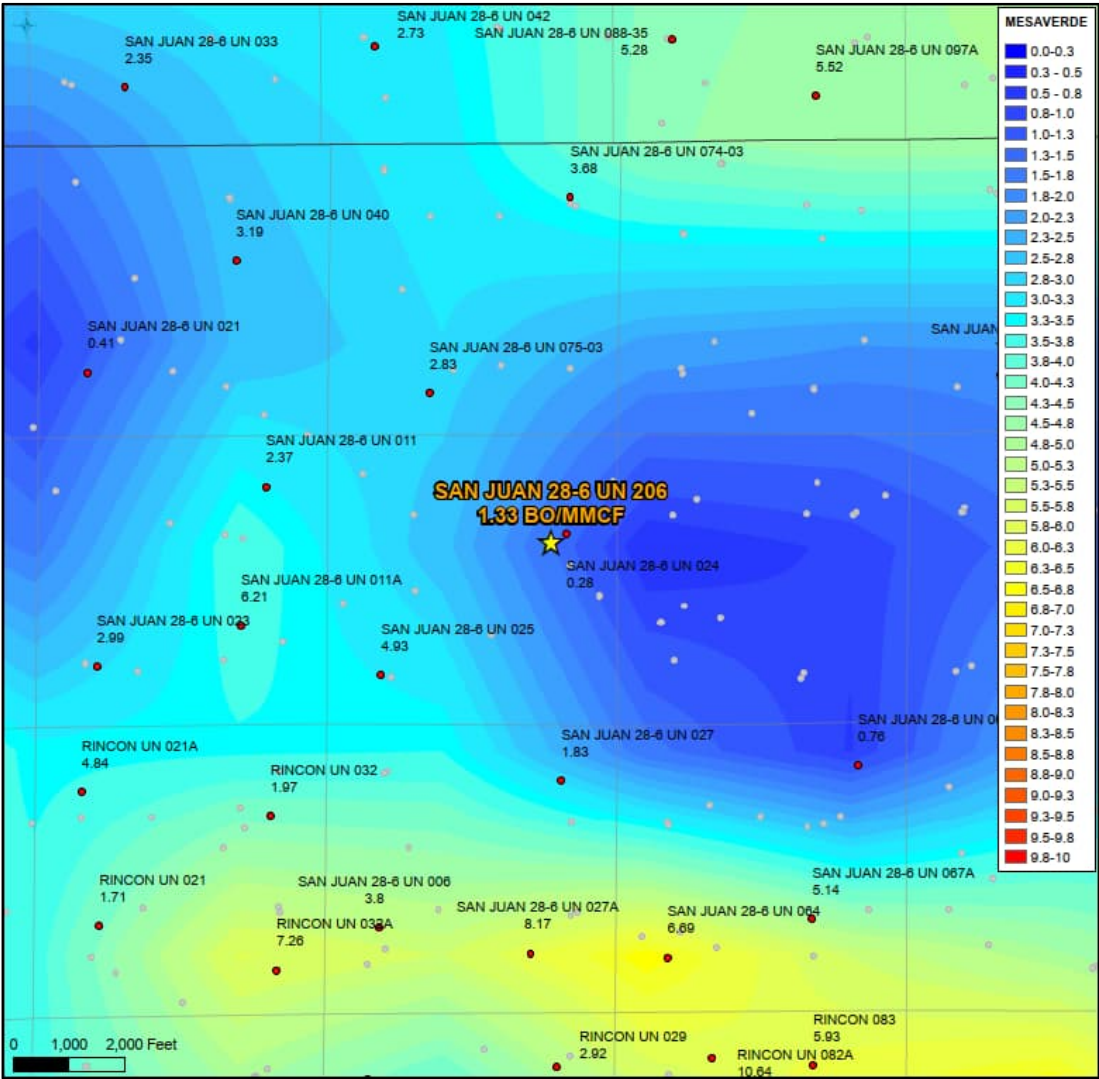 SAN JUAN 28-6 UN 042
2.73
SAN JUAN 28-6 UN 088-35
5.28
SAN JUAN 28-6 UN 033
2.35
SAN JUAN 28-6 UN 097A
5.52
SAN JUAN 28-6 UN 074-03
3.68
SAN JUAN 28-6 UN 040
3.19
SAN JUAN 28-6 UN 021
0.41
SAN JUAN
SAN JUAN 28-6 UN 075-03
2.83
SAN JUAN 28-6 UN 011
2.37
SAN JUAN 28-6 UN 206
1.33 BO/MMCF
SAN JUAN 28-6 UN 024
0.28
SAN JUAN 28-6 UN 011A
6.21
SAN JUAN 28-6 UN 023
2.99
SAN JUAN 28-6 UN 025
4.93
SAN JUAN 28-6 UN 0
0.76
SAN JUAN 28-6 UN 027
1.83
RINCON UN 021A
4.84
RINCON UN 032
1.97
RINCON UN 021
1.71
SAN JUAN 28-6 UN 006
3.8
SAN JUAN 28-6 UN 067A
5.14
SAN JUAN 28-6 UN 027A
8.17
SAN JUAN 28-6 UN 064
6.69
RINCON UN 032A
7.26
RINCON 083
5.93
RINCON UN 029
2.92
RINCON UN 082A
10.64
0 1,000 2,000 Feet
MESAVERDE
0.0-0.3
0.3 - 0.5
0.5 - 0.8
0.8-1.0
1.0-1.3
1.3-1.5
1.5-1.8
1.8-2.0
2.0-2.3
2.3-2.5
2.5-2.8
2.8-3.0
3.0-3.3
3.3-3.5
3.5-3.8
3.8-4.0
4.0-4.3
4.3-4.5
4.5-4.8
4.8-5.0
5.0-5.3
5.3-5.5
5.5-5.8
5.8-6.0
6.0-6.3
6.3-6.5
6.5-6.8
6.8-7.0
7.0-7.3
7.3-7.5
7.5-7.8
7.8-8.0
8.0-8.3
8.3-8.5
8.5-8.8
8.8-9.0
9.0-9.3
9.3-9.5
9.5-9.8
9.8-10